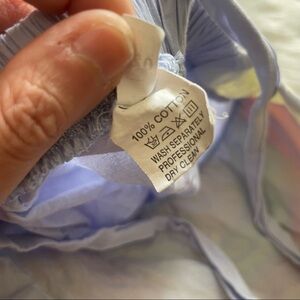 100% COTTON
WASH SEPARATELY
PROFESSIONAL
DRY CLEAN